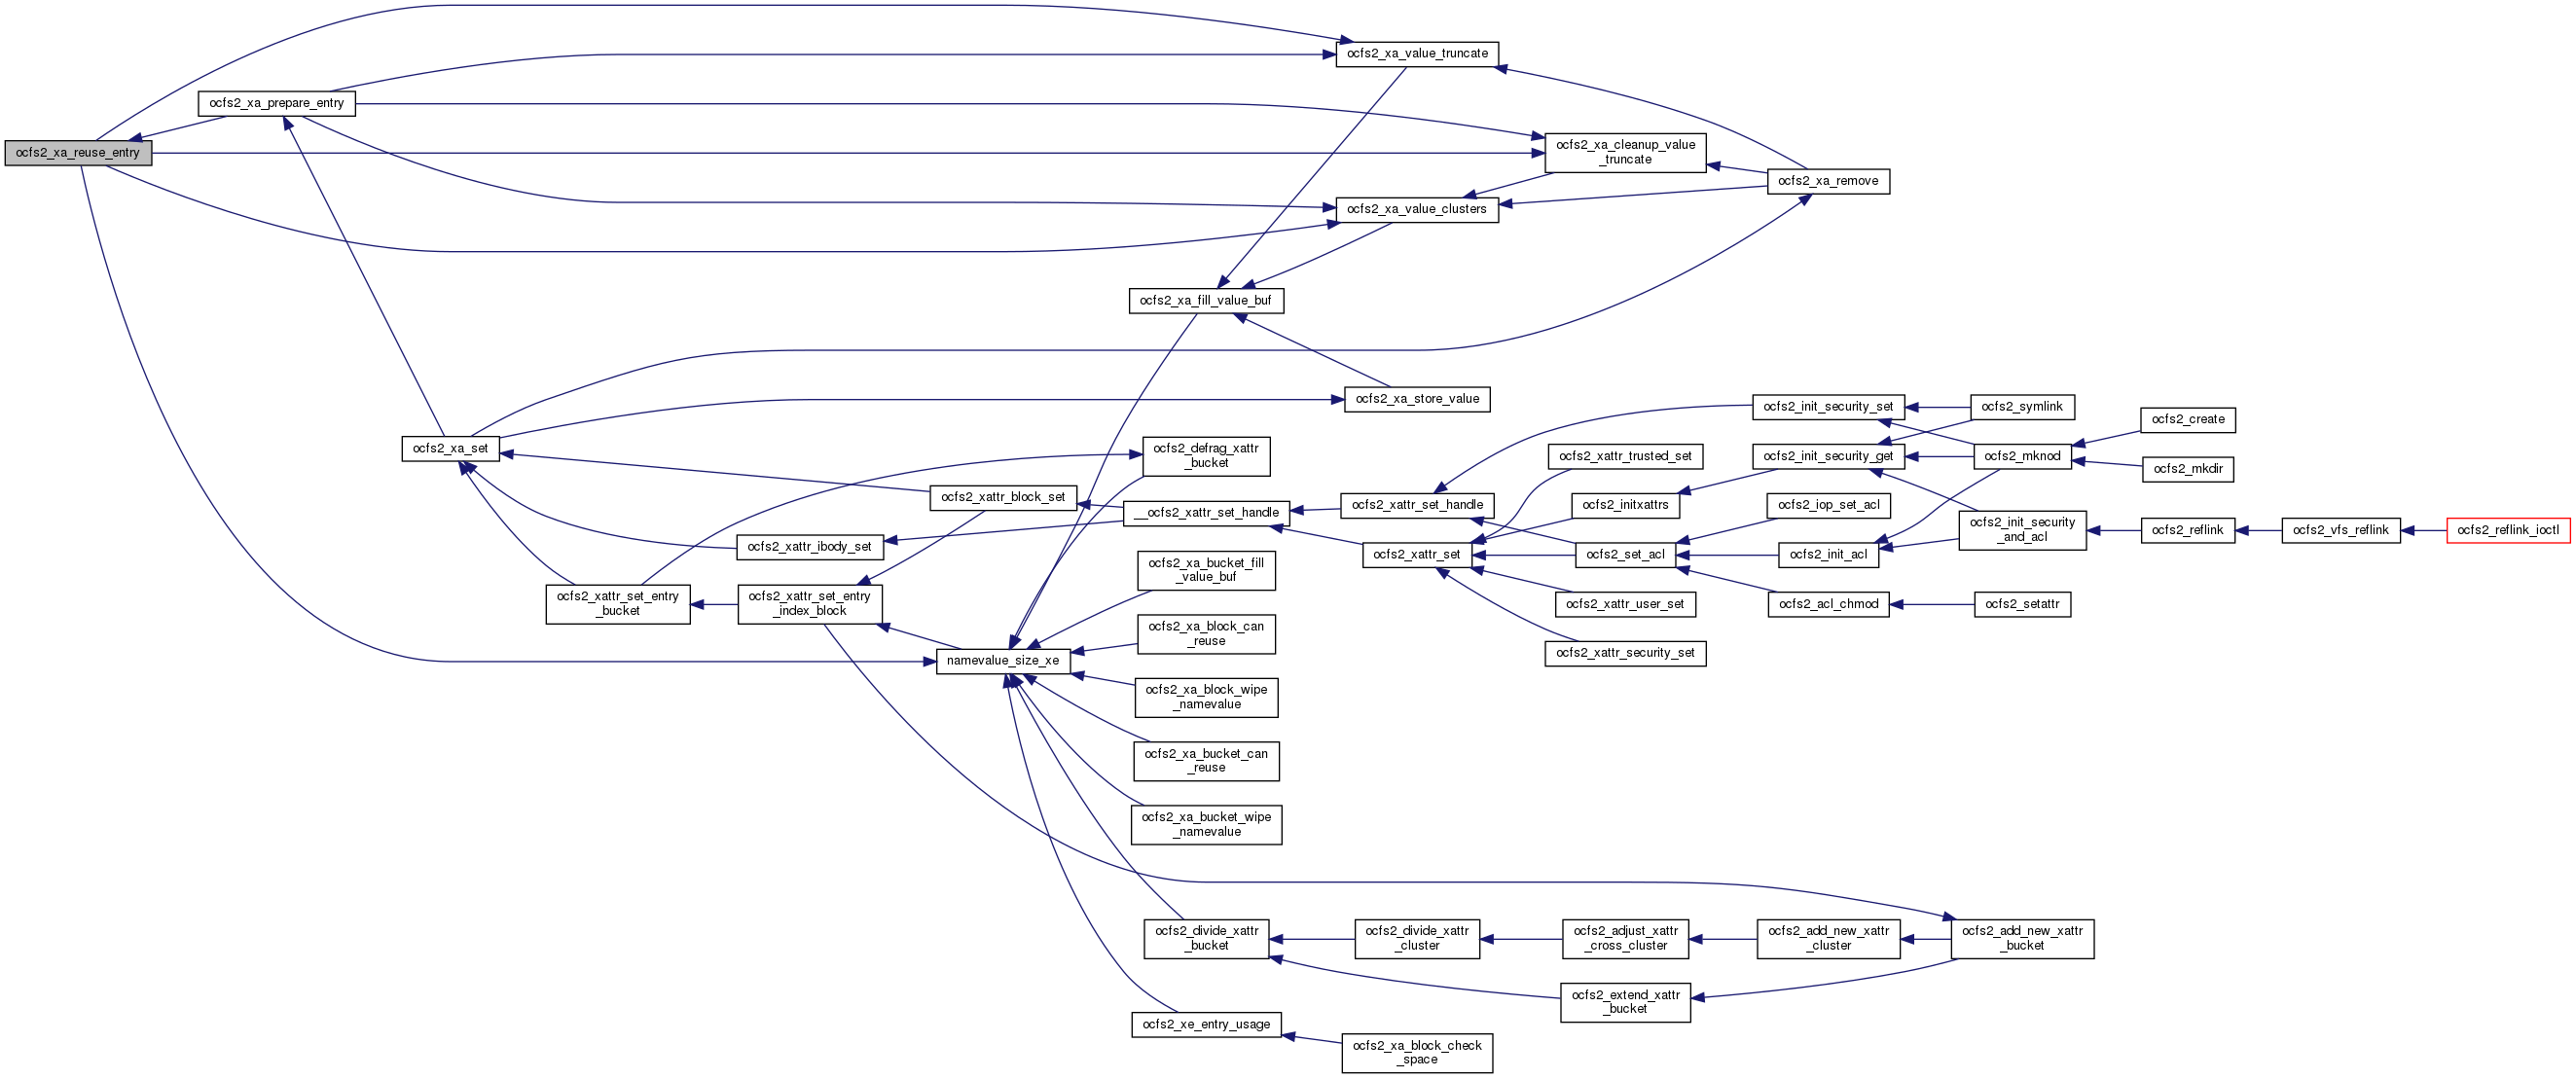 ocfs2_xa_reuse_entry
ocfs2_xa_prepare_entry
ocfs2_xa_set
ocfs2_xattr_set_entry
_bucket
ocfs2_xattr_ibody_set
ocfs2_xattr_set_entry
_index_block
ocfs2_xattr_block_set
namevalue_size_xe
ocfs2_xa_value_truncate
ocfs2_xa_cleanup_value
_truncate
ocfs2_xa_remove
ocfs2_xa_value_clusters
ocfs2_xa_fill_value_buf
ocfs2_xa_store_value
ocfs2_defrag_xattr
_bucket
__ocfs2_xattr_set_handle
ocfs2_xa_bucket_fill
_value_buf
ocfs2_xa_block_can
_reuse
ocfs2_xa_block_wipe
_namevalue
ocfs2_xa_bucket_can
_reuse
ocfs2_xa_bucket_wipe
_namevalue
ocfs2_divide_xattr
_bucket
ocfs2_xe_entry_usage
ocfs2_xattr_set_handle
ocfs2_xattr_set
ocfs2_divide_xattr
_cluster
ocfs2_xa_block_check
_space
ocfs2_xattr_trusted_set
ocfs2_initxattrs
ocfs2_set_acl
ocfs2_xattr_user_set
ocfs2_xattr_security_set
ocfs2_adjust_xattr
_cross_cluster
ocfs2_extend_xattr
_bucket
ocfs2_init_security_set
ocfs2_init_security_get
ocfs2_iop_set_acl
ocfs2_init_acl
ocfs2_acl_chmod
ocfs2_add_new_xattr
_cluster
ocfs2_symlink
ocfs2_mknod
ocfs2_init_security
_and_acl
ocfs2_setattr
ocfs2_add_new_xattr
_bucket
ocfs2_create
ocfs2_mkdir
ocfs2_reflink
ocfs2_vfs_reflink
ocfs2_reflink_ioctl